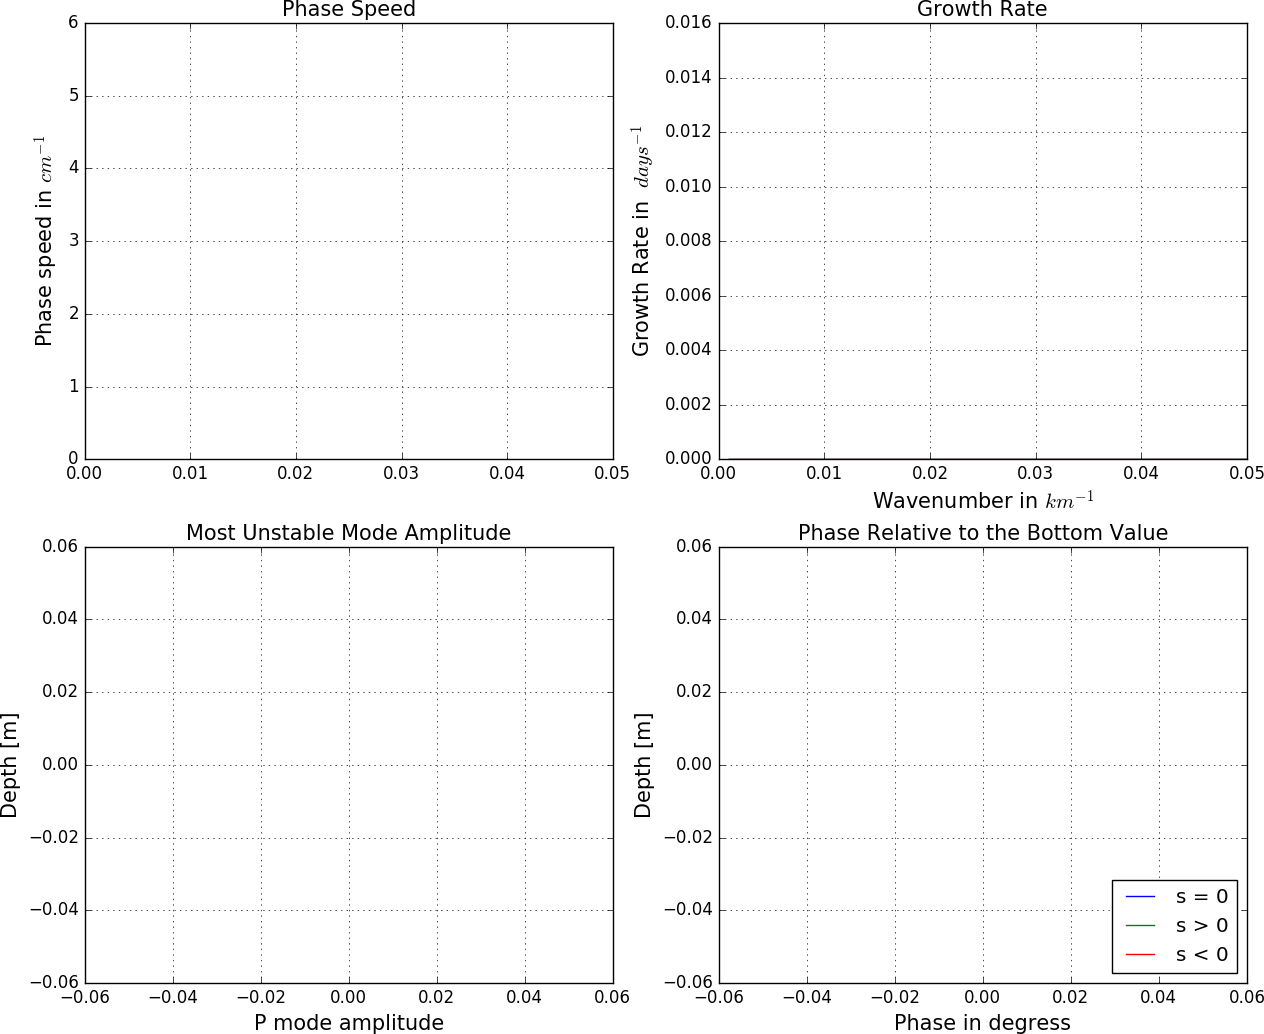 Phase Speed
6
5
4
3
2
1
0
0.00 0.01 0.02 0.03 0.04 0.05
Phase speed in cm⁻¹
Growth Rate
0.016
0.014
0.012
0.010
0.008
0.006
0.004
0.002
0.000
0.00 0.01 0.02 0.03 0.04 0.05
Growth Rate in days⁻¹
Wavenumber in km⁻¹
Most Unstable Mode Amplitude
0.06
0.04
0.02
0.00
−0.02
−0.04
−0.06
−0.06 −0.04 −0.02 0.00 0.02 0.04 0.06
Depth [m]
P mode amplitude
Phase Relative to the Bottom Value
0.06
0.04
0.02
0.00
−0.02
−0.04
−0.06
−0.06 −0.04 −0.02 0.00 0.02 0.04 0.06
Depth [m]
Phase in degress
s = 0
s > 0
s < 0